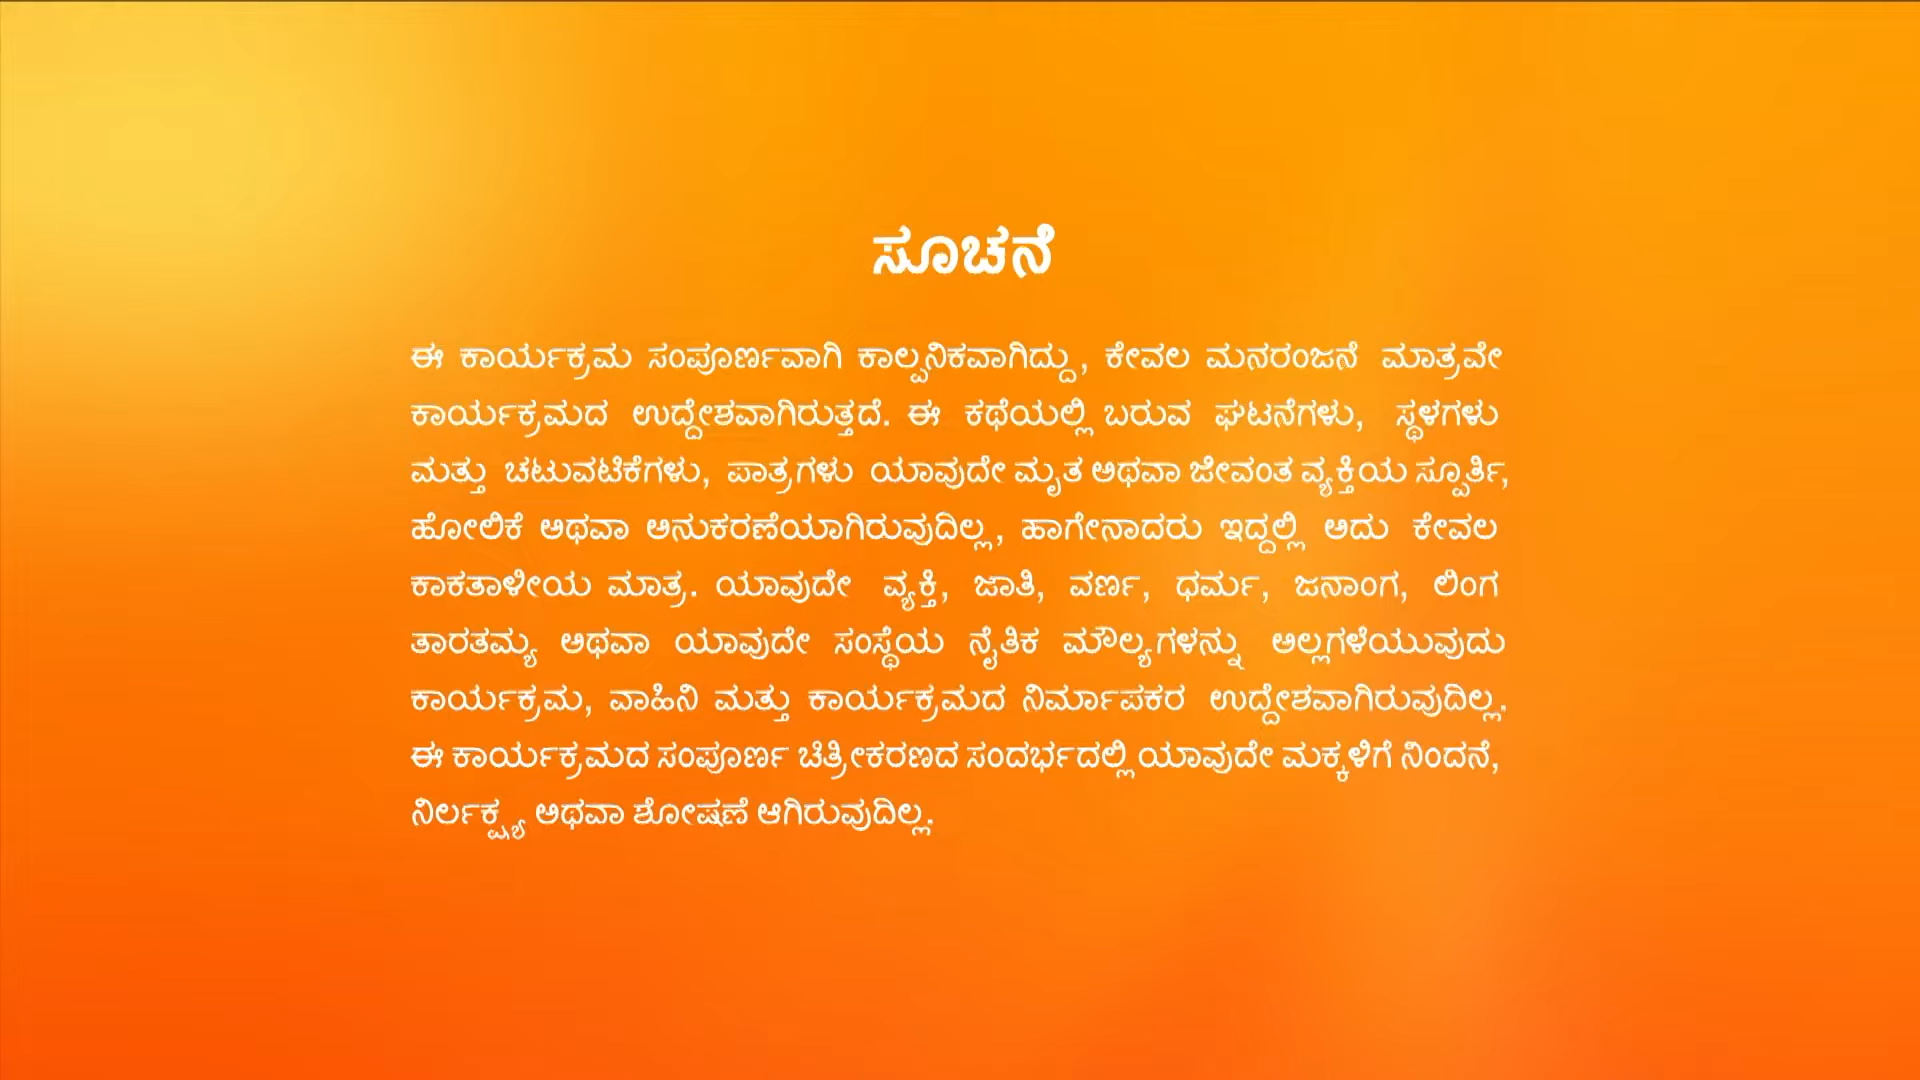 ಸೂಚನೆ
ಈ ಕಾರ್ಯಕ್ರಮ ಸಂಪೂರ್ಣವಾಗಿ ಕಾಲ್ಪನಿಕವಾಗಿದ್ದು, ಕೇವಲ ಮನರಂಜನೆ ಮಾತ್ರವೇ
ಕಾರ್ಯಕ್ರಮದ ಉದ್ದೇಶವಾಗಿರುತ್ತದೆ. ಈ ಕಥೆಯಲ್ಲಿ ಬರುವ ಘಟನೆಗಳು, ಸ್ಥಳಗಳು
ಮತ್ತು ಚಟುವಟಿಕೆಗಳು, ಪಾತ್ರಗಳು ಯಾವುದೇ ಮೃತ ಅಥವಾ ಜೀವಂತ ವ್ಯಕ್ತಿಯ ಸ್ಪೂರ್ತಿ,
ಹೋಲಿಕೆ ಅಥವಾ ಅನುಕರಣೆಯಾಗಿರುವುದಿಲ್ಲ, ಹಾಗೇನಾದರು ಇದ್ದಲ್ಲಿ ಅದು ಕೇವಲ
ಕಾಕತಾಳೀಯ ಮಾತ್ರ. ಯಾವುದೇ ವ್ಯಕ್ತಿ, ಜಾತಿ, ವರ್ಣ, ಧರ್ಮ, ಜನಾಂಗ, ಲಿಂಗ
ತಾರತಮ್ಯ ಅಥವಾ ಯಾವುದೇ ಸಂಸ್ಥೆಯ ನೈತಿಕ ಮೌಲ್ಯಗಳನ್ನು ಅಲ್ಲಗಳೆಯುವುದು
ಕಾರ್ಯಕ್ರಮ, ವಾಹಿನಿ ಮತ್ತು ಕಾರ್ಯಕ್ರಮದ ನಿರ್ಮಾಪಕರ ಉದ್ದೇಶವಾಗಿರುವುದಿಲ್ಲ.
ಈ ಕಾರ್ಯಕ್ರಮದ ಸಂಪೂರ್ಣ ಚಿತ್ರೀಕರಣದ ಸಂದರ್ಭದಲ್ಲಿ ಯಾವುದೇ ಮಕ್ಕಳಿಗೆ ನಿಂದನೆ,
ನಿರ್ಲಕ್ಷ್ಯ ಅಥವಾ ಶೋಷಣೆ ಆಗಿರುವುದಿಲ್ಲ.